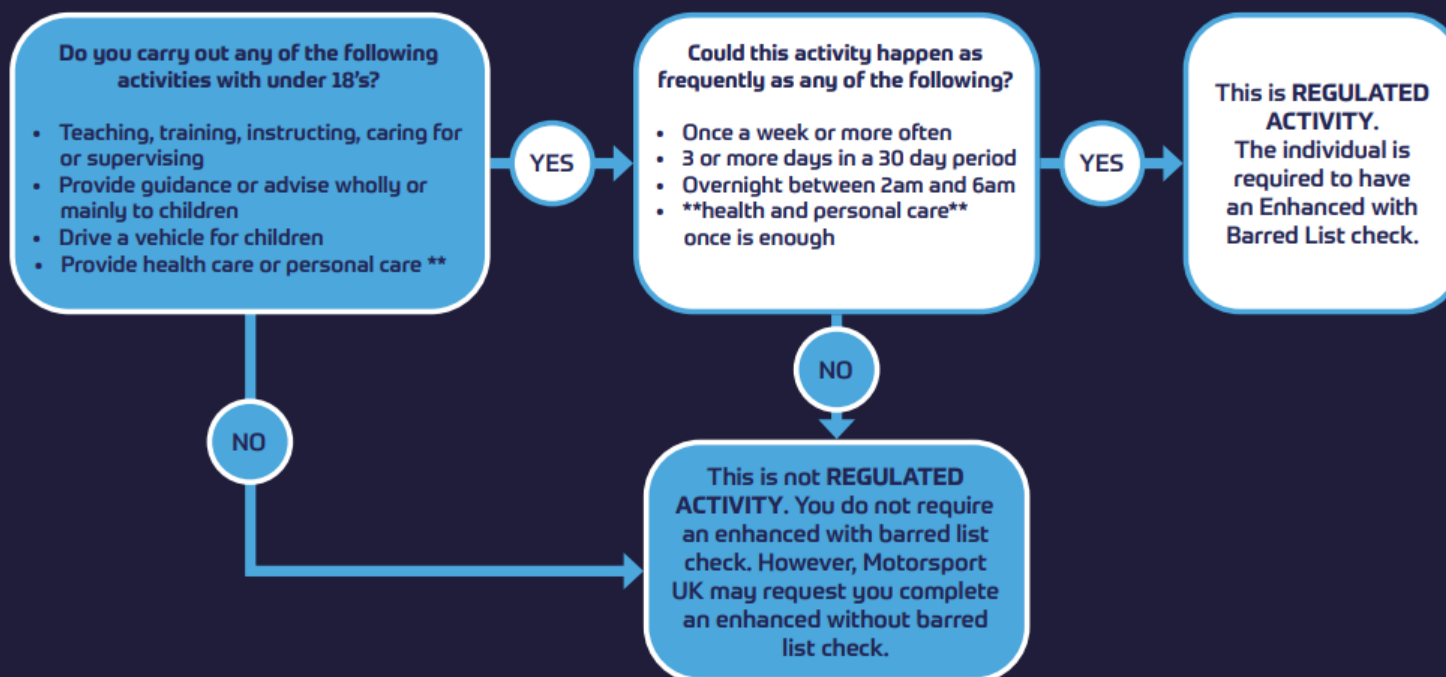 Do you carry out any of the following
activities with under 18's?
• Teaching, training, instructing, caring for
or supervising
• Provide guidance or advise wholly or
mainly to children
• Drive a vehicle for children
• Provide health care or personal care **
YES
Could this activity happen as
frequently as any of the following?
• Once a week or more often
• 3 or more days in a 30 day period
• Overnight between 2am and 6am
• **health and personal care**
once is enough
YES
This is REGULATED
ACTIVITY.
The individual is
required to have
an Enhanced with
Barred List check.
NO
NO
This is not REGULATED
ACTIVITY. You do not require
an enhanced with barred list
check. However, Motorsport
UK may request you complete
an enhanced without barred
list check.